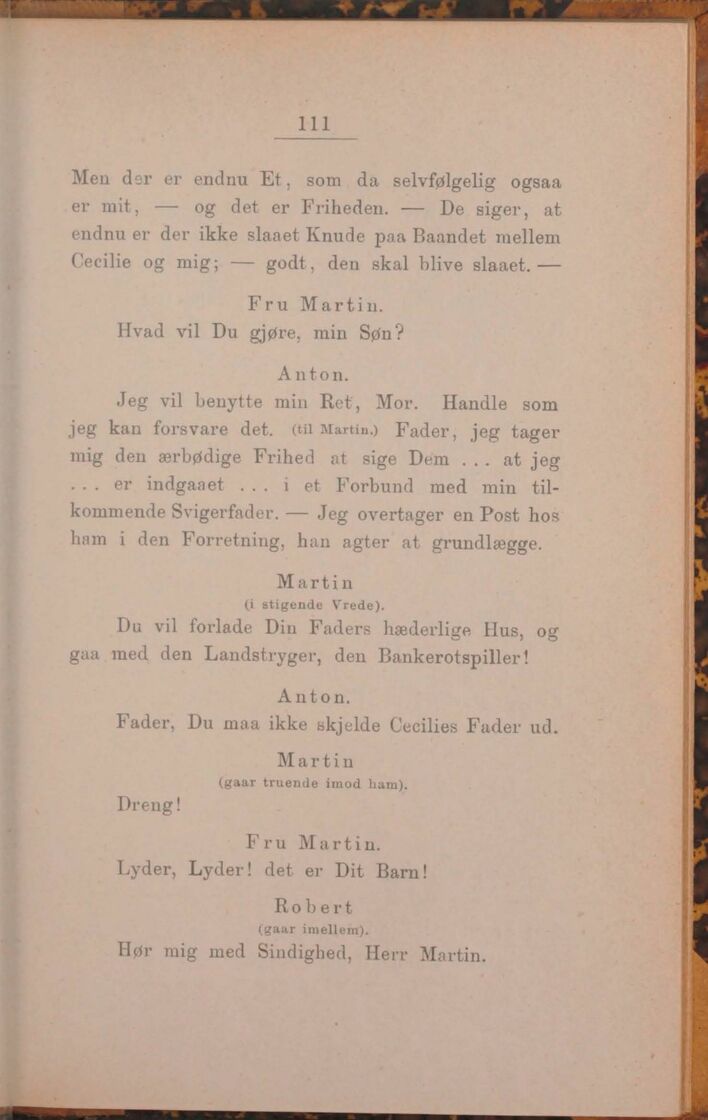 111
Men der er endnu Et, som da selvfølgelig ogsaa
er mit, — og det er Friheden. — De siger, at
endnu er der ikke slaaet Knude paa Baandet mellem
Cecilie og mig; — godt, den skal blive slaaet. —
Fru Martin.
Hvad vil Du gjøre, min Søn?
Anton.
Jeg vil benytte min Ret, Mor. Handle som
jeg kan forsvare det. (til Martin.) Fader, jeg tager
mig den ærbødige Frihed at sige Dem . . . at jeg
. . . er indgaaet . . . i et Forbund med min til-
kommende Svigerfader. — Jeg overtager en Post hos
ham i den Forretning, han agter at grundlægge.
Martin
(i stigende Vrede).
Du vil forlade Din Faders hæderlige Hus, og
gaa med den Landstryger, den Bankerotspiller!
Anton.
Fader, Du maa ikke skjelde Cecilies Fader ud.
Martin
(gaar truende imod ham).
Dreng!
Fru Martin.
Lyder, Lyder! det er Dit Barn!
Robert
(gaar imellem).
Hør mig med Sindighed, Herr Martin.